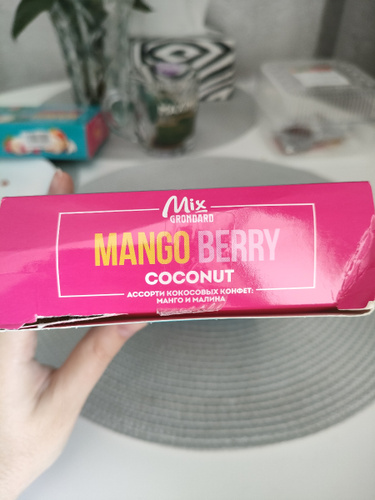 Mix
GRONDARD
MANGO BERRY
COCONUT
АССОРТИ КОКОСОВЫХ КОНФЕТ:
МАНГО И МАЛИНА